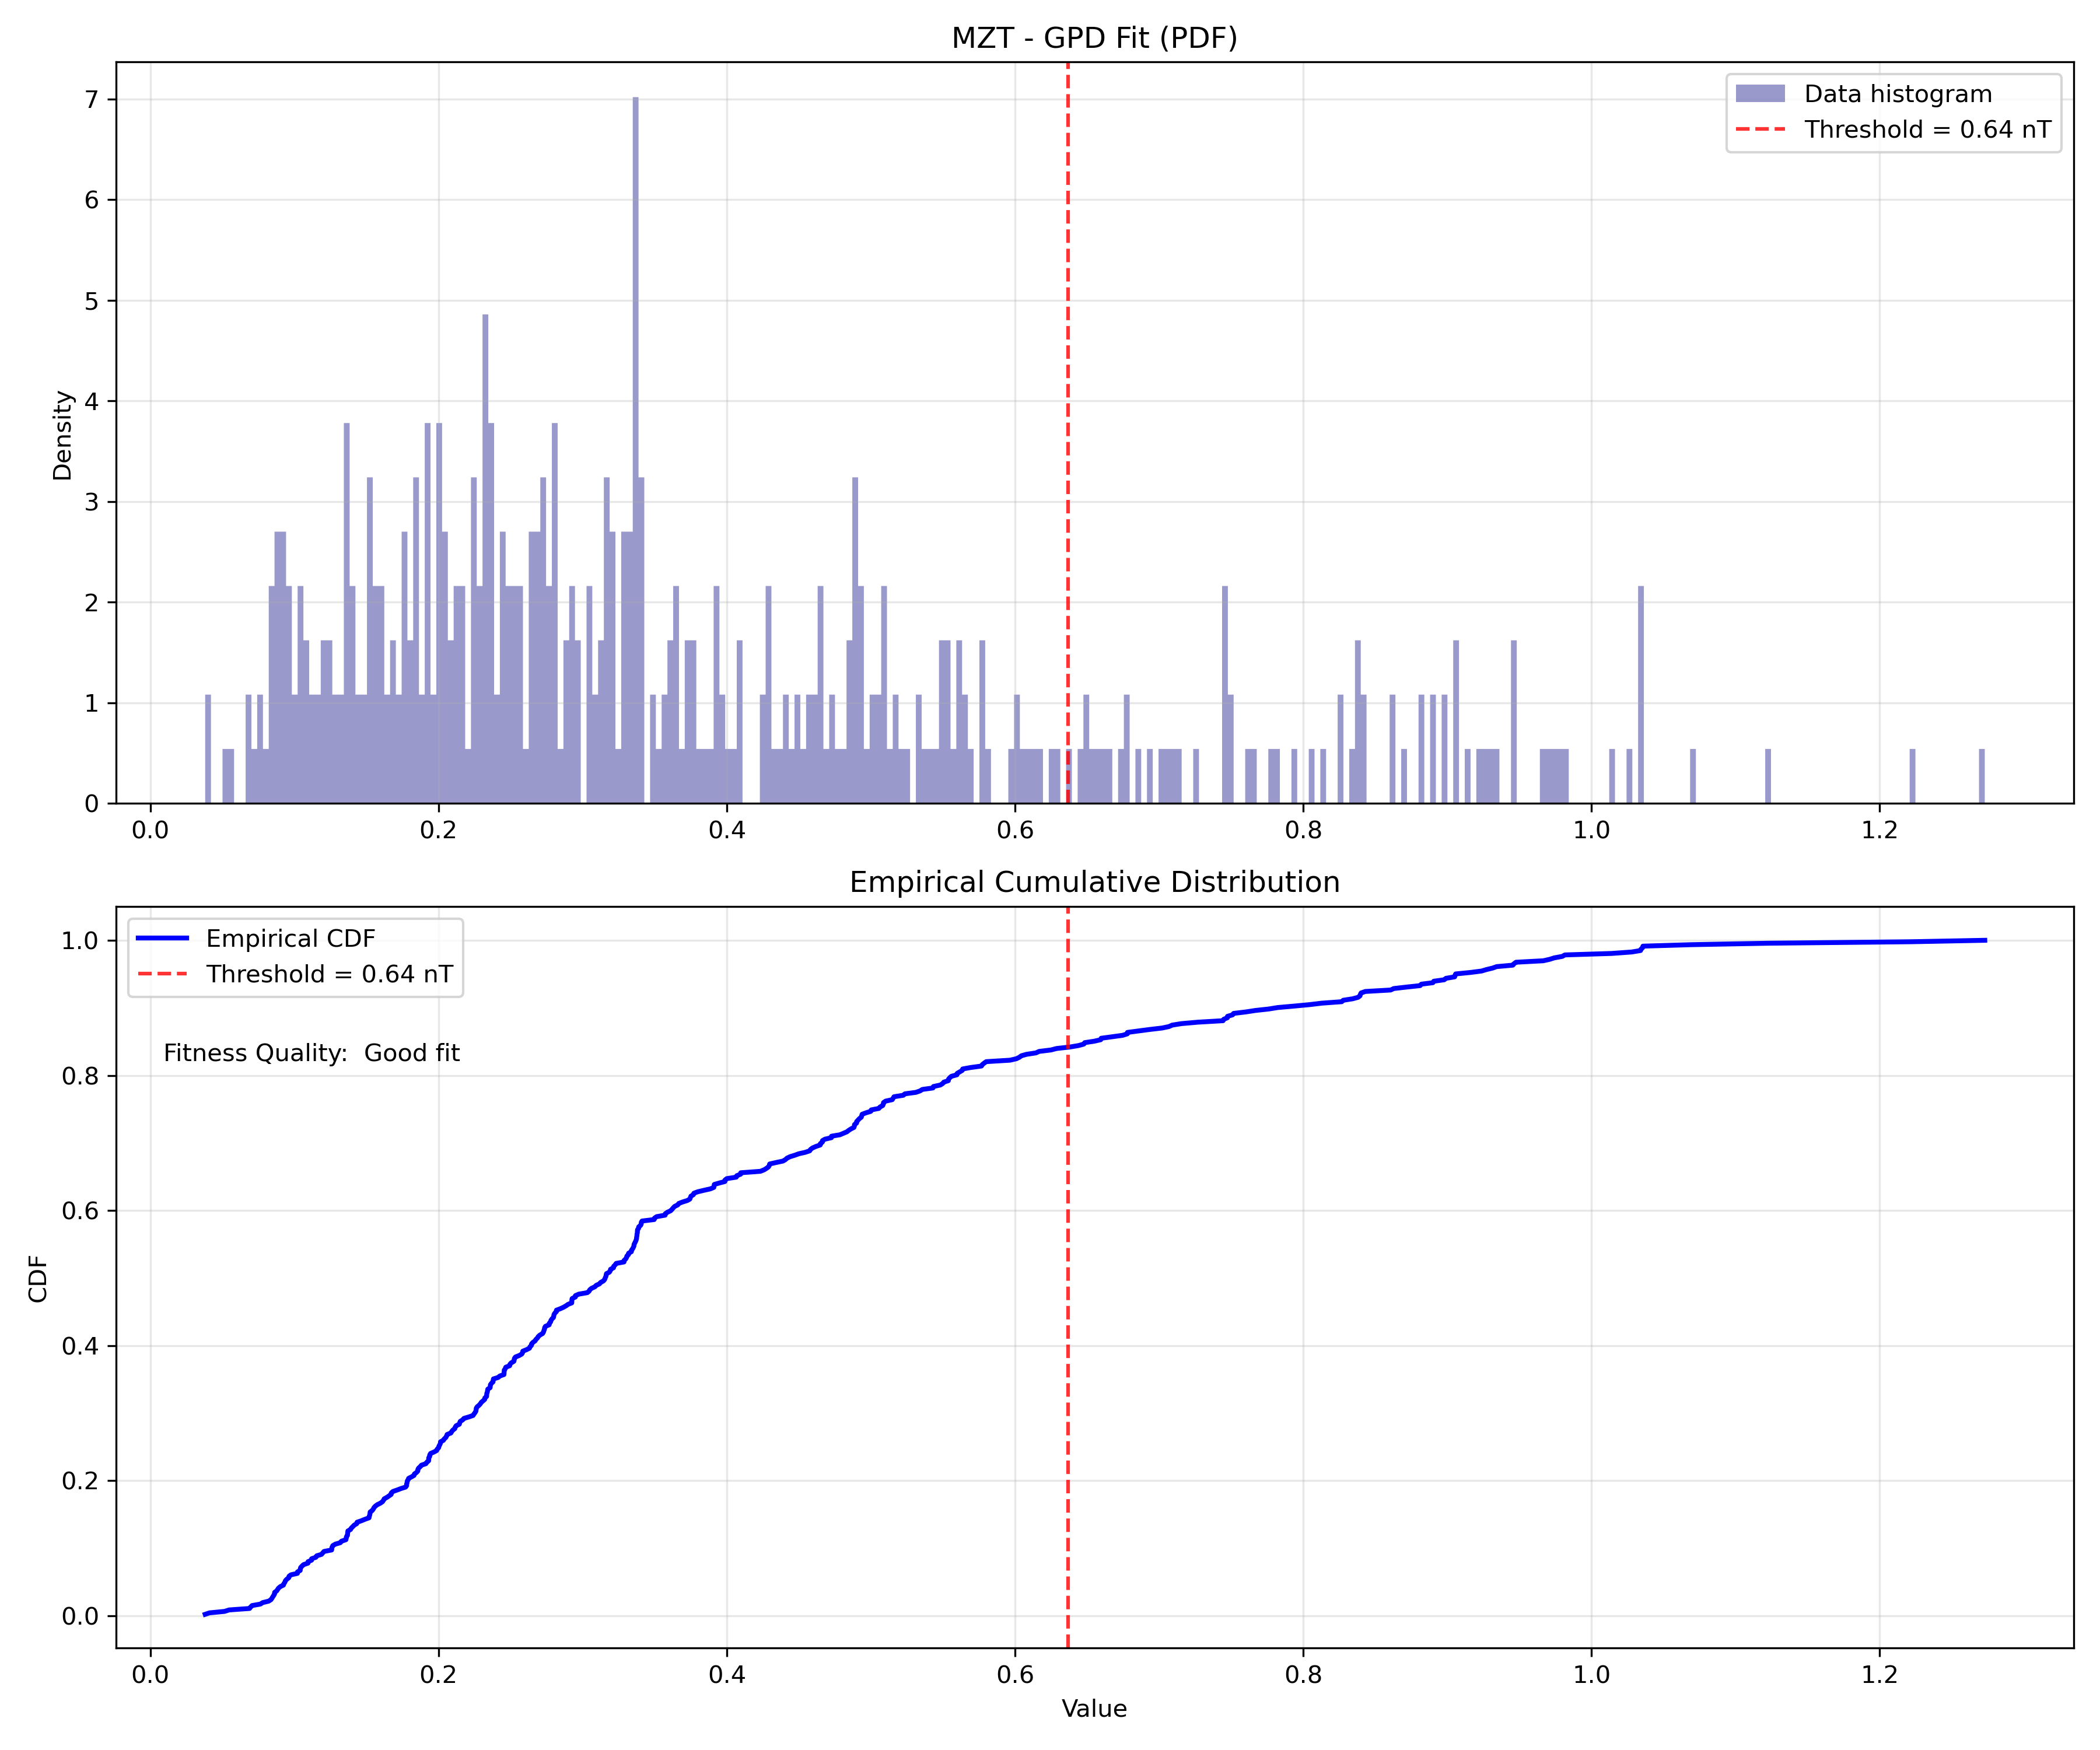 MZT - GPD Fit (PDF)
Data histogram
Threshold = 0.64 nT
Density
7
6
5
4
3
2
1
0
0.0 0.2 0.4 0.6 0.8 1.0 1.2
Empirical Cumulative Distribution
Empirical CDF
Threshold = 0.64 nT
Fitness Quality:  Good fit
CDF
1.0
0.8
0.6
0.4
0.2
0.0
0.0 0.2 0.4 0.6 0.8 1.0 1.2
Value